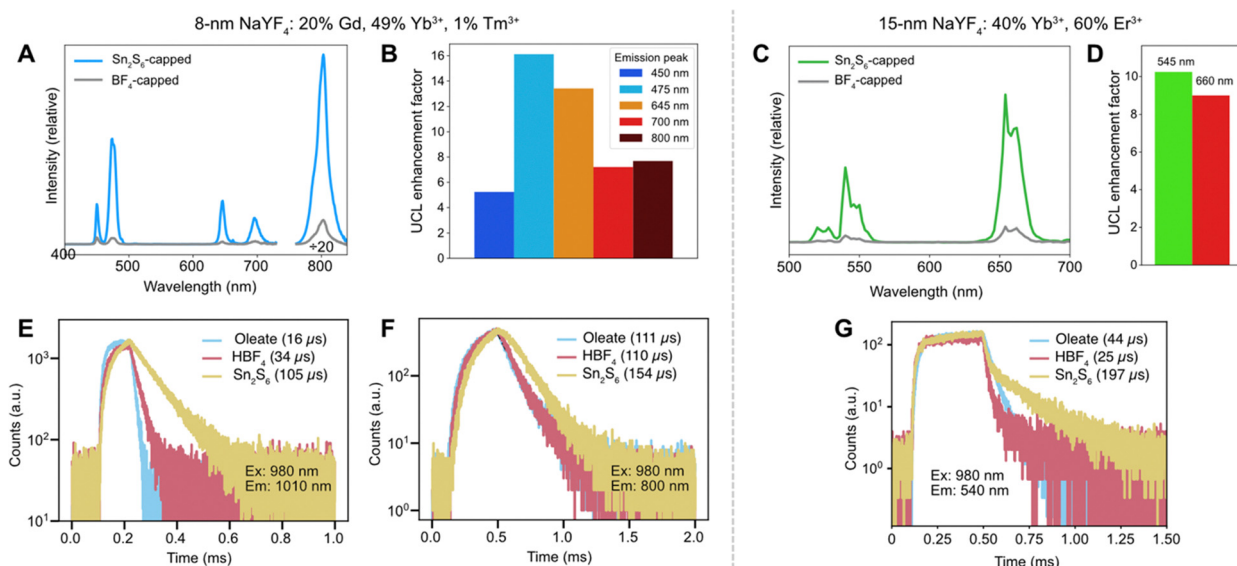 8-nm NaYF₄: 20% Gd, 49% Yb³⁺, 1% Tm³⁺
15-nm NaYF₄: 40% Yb³⁺, 60% Er³⁺
A
Sn₂S₆-capped
BF₄-capped
Intensity (relative)
÷20
400
500
600
700
800
Wavelength (nm)
B
UCL enhancement factor
16
14
12
10
8
6
4
2
0
Emission peak
450 nm
475 nm
645 nm
700 nm
800 nm
C
Sn₂S₆-capped
BF₄-capped
Intensity (relative)
500
550
600
650
700
Wavelength (nm)
D
UCL enhancement factor
10
8
6
4
2
0
545 nm
660 nm
E
Oleate (16 µs)
HBF₄ (34 µs)
Sn₂S₆ (105 µs)
Counts (a.u.)
10³
10²
10¹
Ex: 980 nm
Em: 1010 nm
0.0
0.2
0.4
0.6
0.8
1.0
Time (ms)
F
Oleate (111 µs)
HBF₄ (110 µs)
Sn₂S₆ (154 µs)
Counts (a.u.)
10²
10¹
10⁰
Ex: 980 nm
Em: 800 nm
0.0
0.5
1.0
1.5
2.0
Time (ms)
G
Oleate (44 µs)
HBF₄ (25 µs)
Sn₂S₆ (197 µs)
Counts (a.u.)
10²
10¹
10⁰
Ex: 980 nm
Em: 540 nm
0
0.25
0.50
0.75
1.00
1.25
1.50
Time (ms)